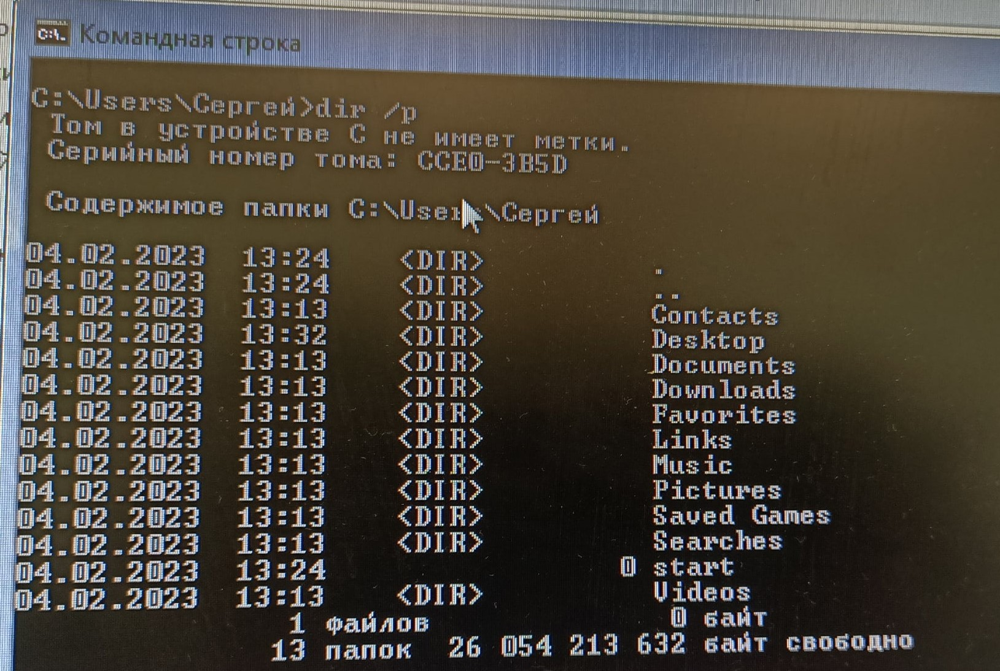 C:\. Командная строка
C:\Users\Сергей>dir /p
Том в устройстве C не имеет метки.
Серийный номер тома: CCE0-3B5D
Содержимое папки C:\Users\Сергей
04.02.2023 13:24 <DIR> .
04.02.2023 13:24 <DIR> ..
04.02.2023 13:13 <DIR> Contacts
04.02.2023 13:32 <DIR> Desktop
04.02.2023 13:13 <DIR> Documents
04.02.2023 13:13 <DIR> Downloads
04.02.2023 13:13 <DIR> Favorites
04.02.2023 13:13 <DIR> Links
04.02.2023 13:13 <DIR> Music
04.02.2023 13:13 <DIR> Pictures
04.02.2023 13:13 <DIR> Saved Games
04.02.2023 13:13 <DIR> Searches
04.02.2023 13:24 0 start
04.02.2023 13:13 <DIR> Videos
1 файлов 0 байт
13 папок 26 054 213 632 байт свободно